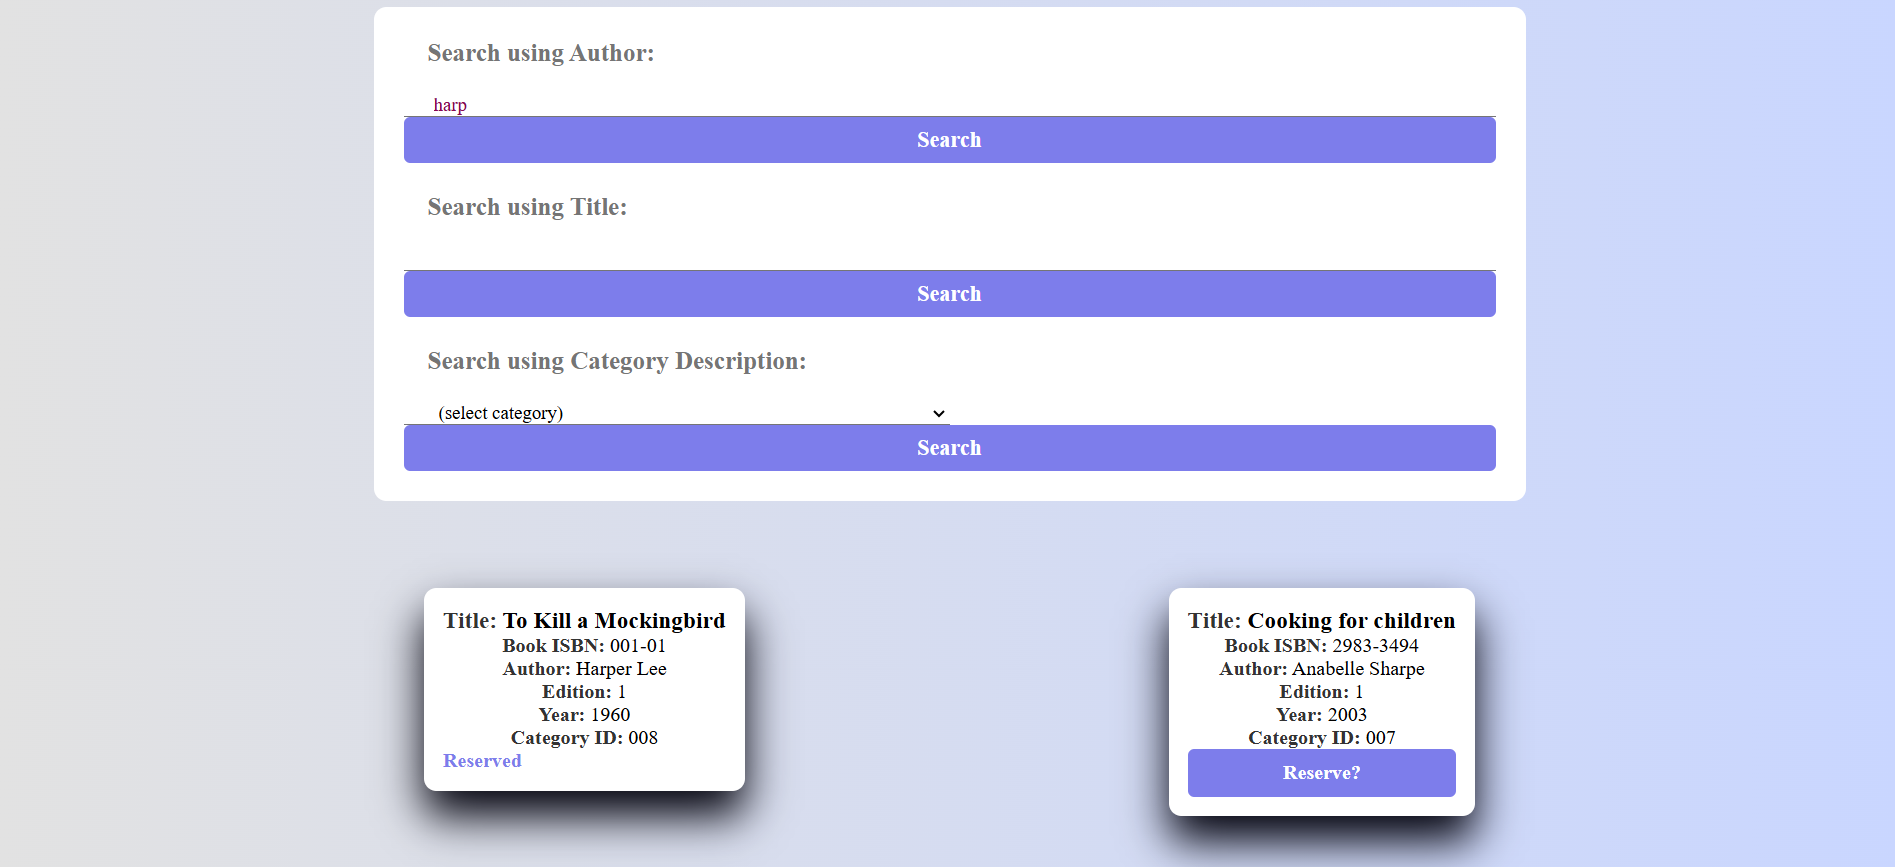 Search using Author:
harp
Search
Search using Title:
Search
Search using Category Description:
(select category)
Search
Title: To Kill a Mockingbird
Book ISBN: 001-01
Author: Harper Lee
Edition: 1
Year: 1960
Category ID: 008
Reserved
Title: Cooking for children
Book ISBN: 2983-3494
Author: Anabelle Sharpe
Edition: 1
Year: 2003
Category ID: 007
Reserve?